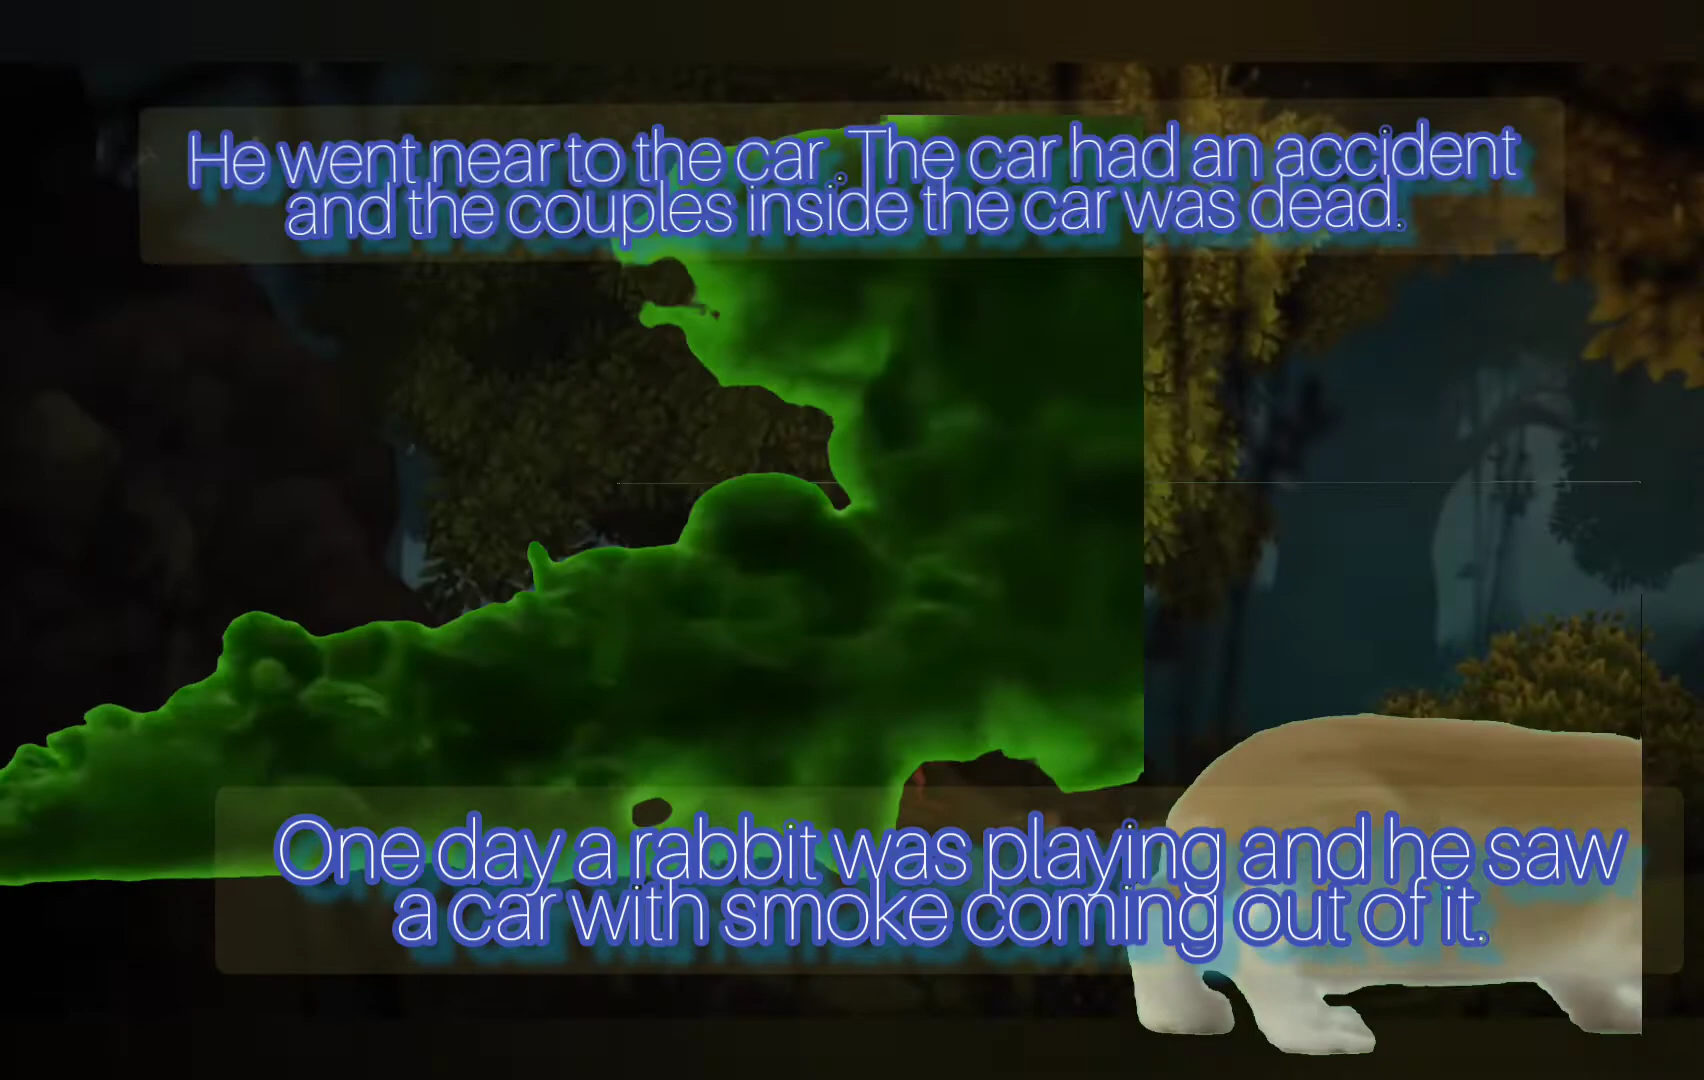 He went near to the car . The car had an accident
and the couples inside the car was dead.
One day a rabbit was playing and he saw
a car with smoke coming out of it.